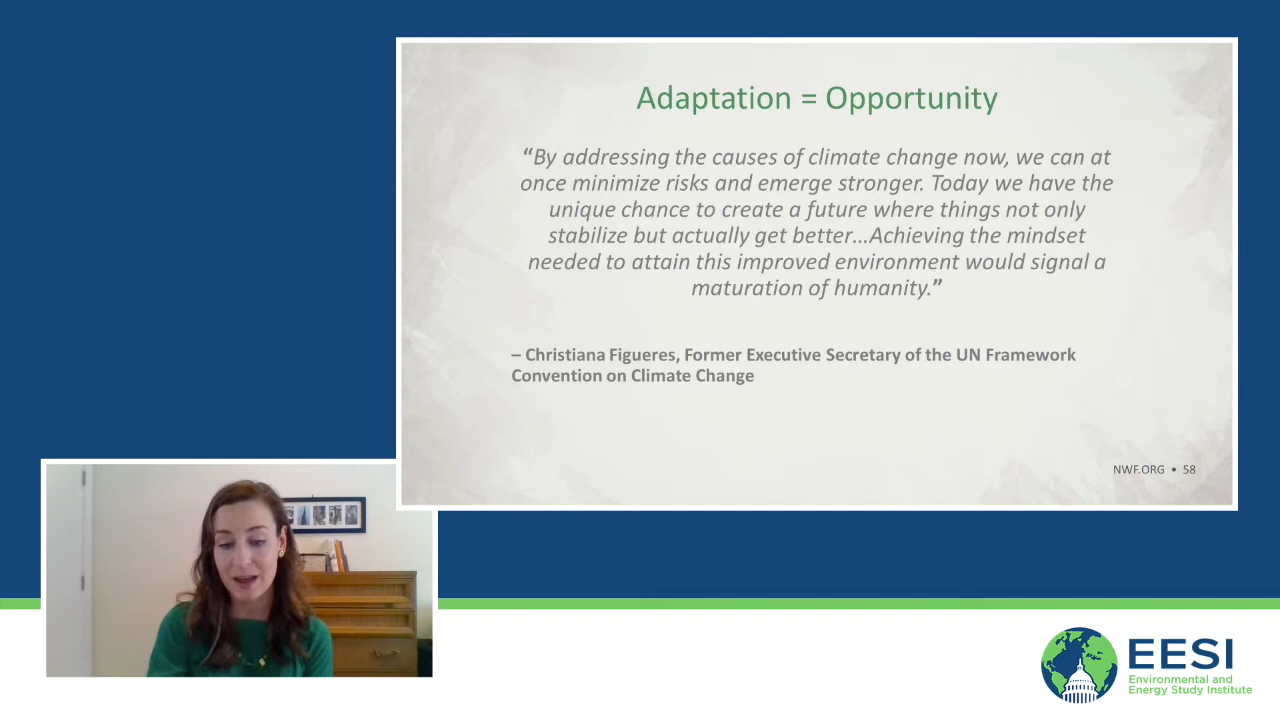 Adaptation = Opportunity
“By addressing the causes of climate change now, we can at
once minimize risks and emerge stronger. Today we have the
unique chance to create a future where things not only
stabilize but actually get better…Achieving the mindset
needed to attain this improved environment would signal a
maturation of humanity.”
– Christiana Figueres, Former Executive Secretary of the UN Framework
Convention on Climate Change
NWF.ORG • 58
EESI
Environmental and
Energy Study Institute